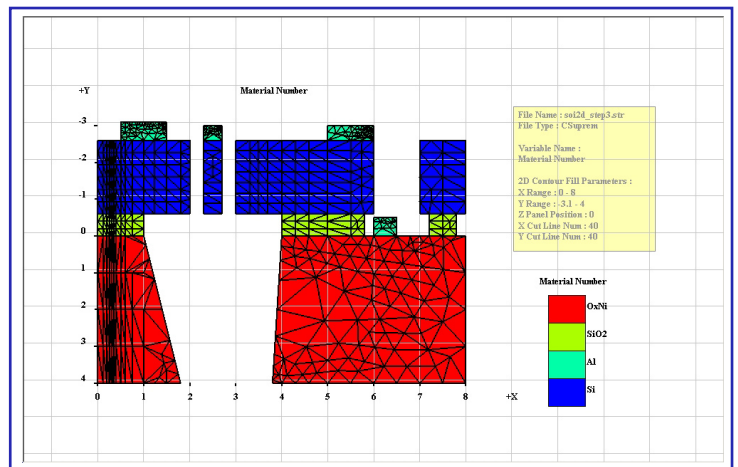 +Y
Material Number
-3
-2
-1
0
1
2
3
4
0 1 2 3 4 5 6 7 8
+X
File Name : soi2d_step3.str
File Type : CSuprem
Variable Name :
Material Number
2D Contour Fill Parameters :
X Range : 0 - 8
Y Range : -3.1 - 4
Z Panel Position : 0
X Cut Line Num : 40
Y Cut Line Num : 40
Material Number
OxNi
SiO2
Al
Si